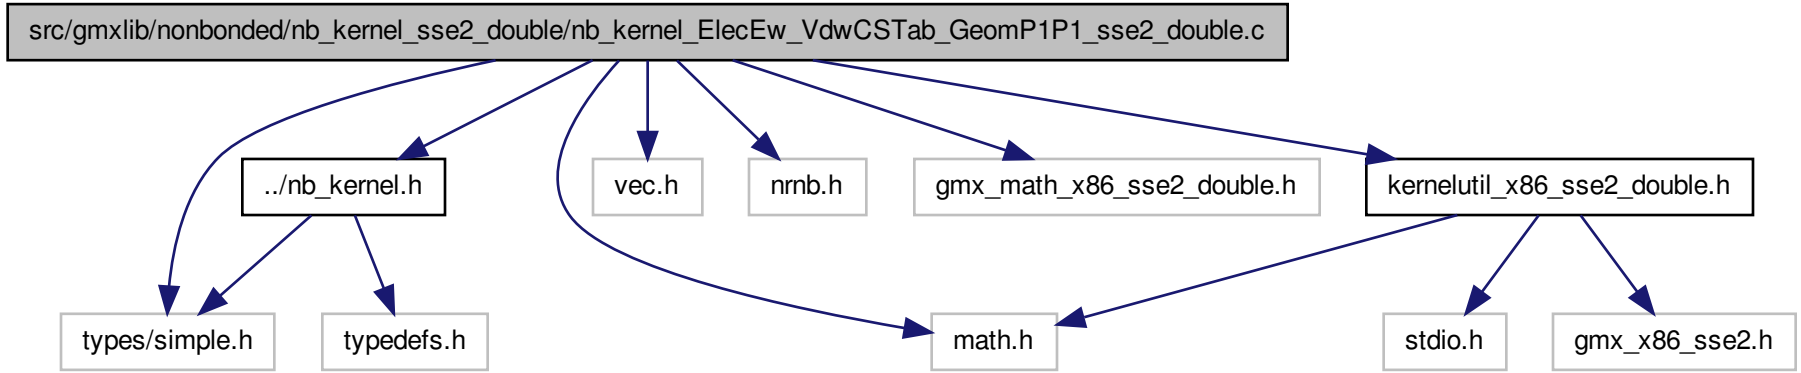 src/gmxlib/nonbonded/nb_kernel_sse2_double/nb_kernel_ElecEw_VdwCSTab_GeomP1P1_sse2_double.c
../nb_kernel.h
vec.h
nrnb.h
gmx_math_x86_sse2_double.h
kernelutil_x86_sse2_double.h
types/simple.h
typedefs.h
math.h
stdio.h
gmx_x86_sse2.h